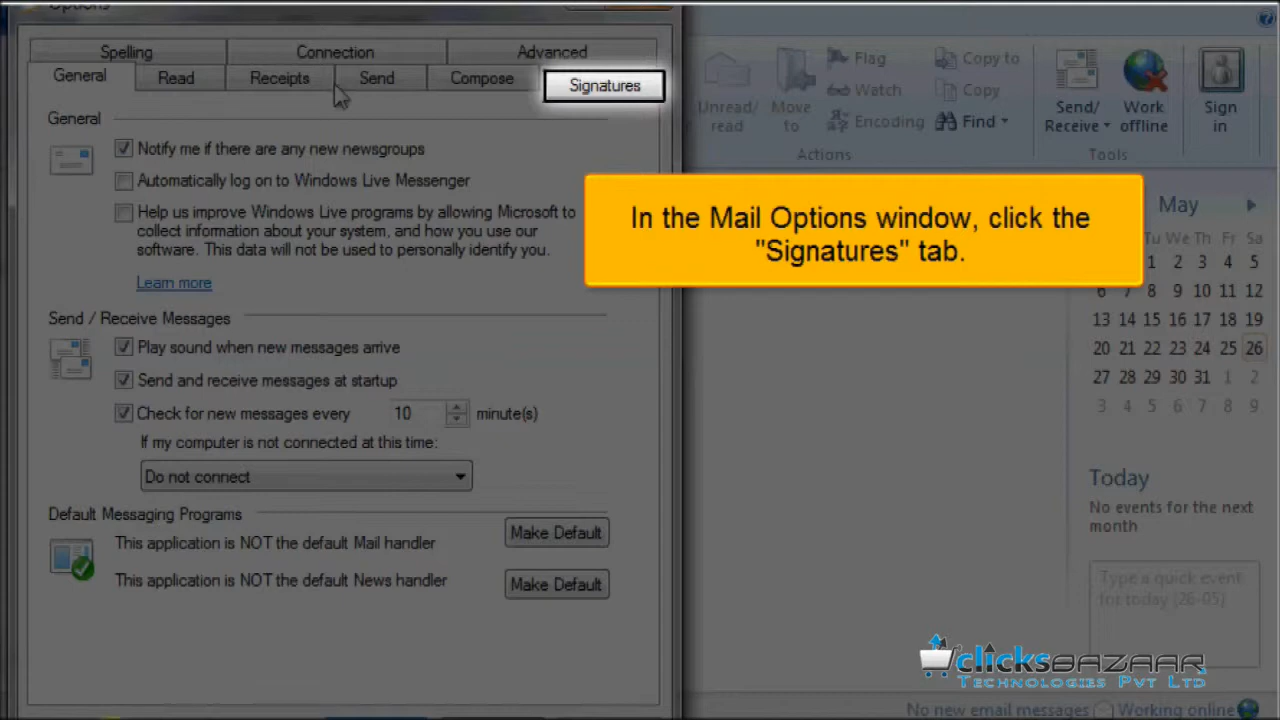 Options
Spelling Connection Advanced
General Read Receipts Send Compose Signatures
General
Notify me if there are any new newsgroups
Automatically log on to Windows Live Messenger
Help us improve Windows Live programs by allowing Microsoft to
collect information about your system, and how you use our
software. This data will not be used to personally identify you.
Learn more
Send / Receive Messages
Play sound when new messages arrive
Send and receive messages at startup
Check for new messages every 10 minute(s)
If my computer is not connected at this time:
Do not connect
Default Messaging Programs
This application is NOT the default Mail handler Make Default
This application is NOT the default News handler Make Default
Unread/
read
Move
to
Flag
Watch
Encoding
Copy to
Copy
Find
Actions
Send/
Receive
Work
offline
Tools
Sign
in
In the Mail Options window, click the
"Signatures" tab.
May
Tu We Th Fr Sa
1 2 3 4 5
6 7 8 9 10 11 12
13 14 15 16 17 18 19
20 21 22 23 24 25 26
27 28 29 30 31 1 2
3 4 5 6 7 8 9
Today
No events for the next
month
Type a quick event
for today (26-05)
clicksBAZAAR
TECHNOLOGIES PVT LTD
No new email messages Working online